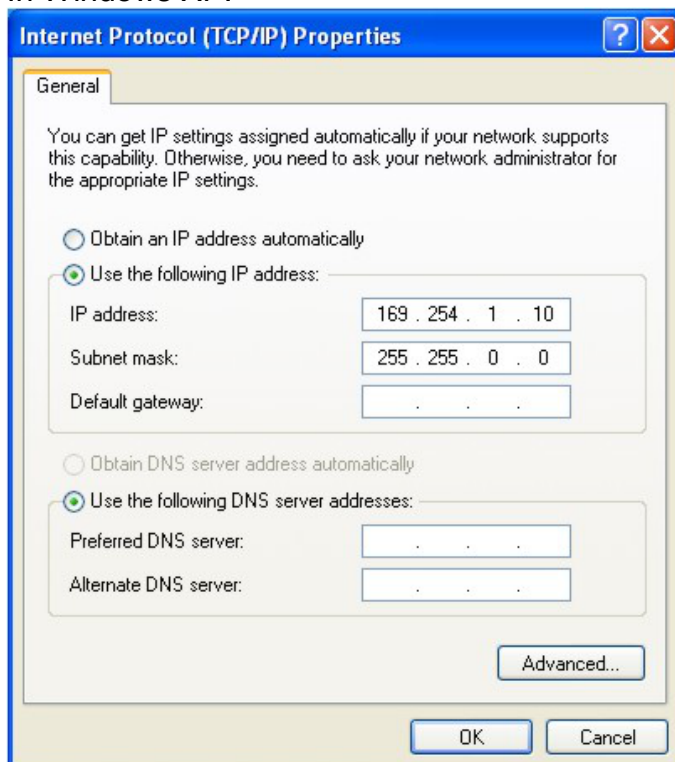 Internet Protocol (TCP/IP) Properties
General
You can get IP settings assigned automatically if your network supports
this capability. Otherwise, you need to ask your network administrator for
the appropriate IP settings.
Obtain an IP address automatically
Use the following IP address:
IP address: 169 . 254 . 1 . 10
Subnet mask: 255 . 255 . 0 . 0
Default gateway: . . .
Obtain DNS server address automatically
Use the following DNS server addresses:
Preferred DNS server: . . .
Alternate DNS server: . . .
Advanced...
OK Cancel